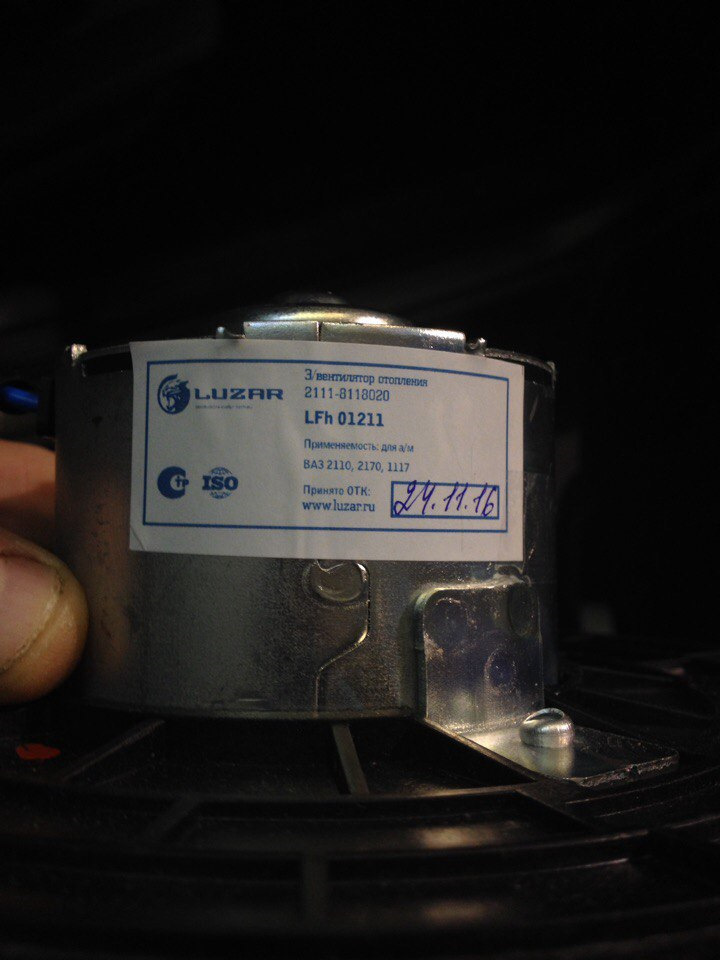 LUZAR
Э/вентилятор отопления
2111-8118020
LFh 01211
Применяемость: для а/м
ВАЗ 2110, 2170, 1117
Стр
ISO
Принято ОТК:
www.luzar.ru
24.11.16